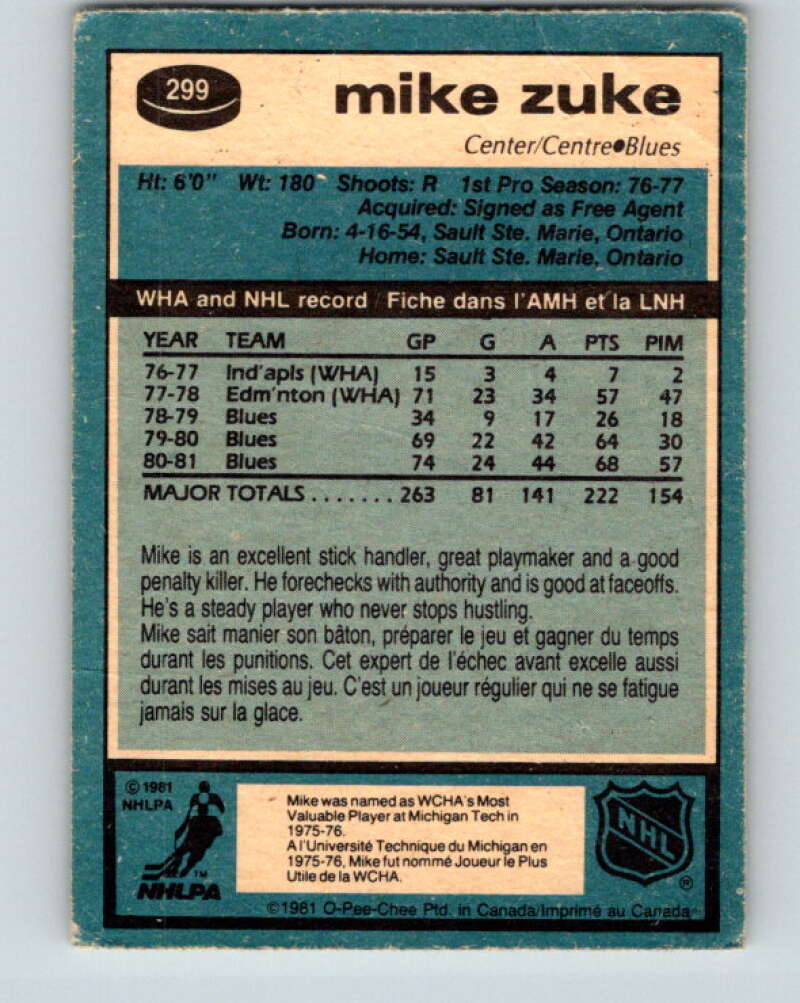 299
mike zuke
Center/Centre•Blues
Ht: 6'0" Wt: 180 Shoots: R 1st Pro Season: 76-77
Acquired: Signed as Free Agent
Born: 4-16-54, Sault Ste. Marie, Ontario
Home: Sault Ste. Marie, Ontario
WHA and NHL record / Fiche dans l'AMH et la LNH
YEAR TEAM GP G A PTS PIM
76-77 Ind'apls (WHA) 15 3 4 7 2
77-78 Edm'nton (WHA) 71 23 34 57 47
78-79 Blues 34 9 17 26 18
79-80 Blues 69 22 42 64 30
80-81 Blues 74 24 44 68 57
MAJOR TOTALS ....... 263 81 141 222 154
Mike is an excellent stick handler, great playmaker and a good
penalty killer. He forechecks with authority and is good at faceoffs.
He's a steady player who never stops hustling.
Mike sait manier son bâton, préparer le jeu et gagner du temps
durant les punitions. Cet expert de l'échec avant excelle aussi
durant les mises au jeu. C'est un joueur régulier qui ne se fatigue
jamais sur la glace.
© 1981
NHLPA
TM
NHLPA
Mike was named as WCHA's Most
Valuable Player at Michigan Tech in
1975-76.
A l'Université Technique du Michigan en
1975-76, Mike fut nommé Joueur le Plus
Utile de la WCHA.
NHL
®
©1981 O-Pee-Chee Ptd. in Canada/Imprimé au Canada